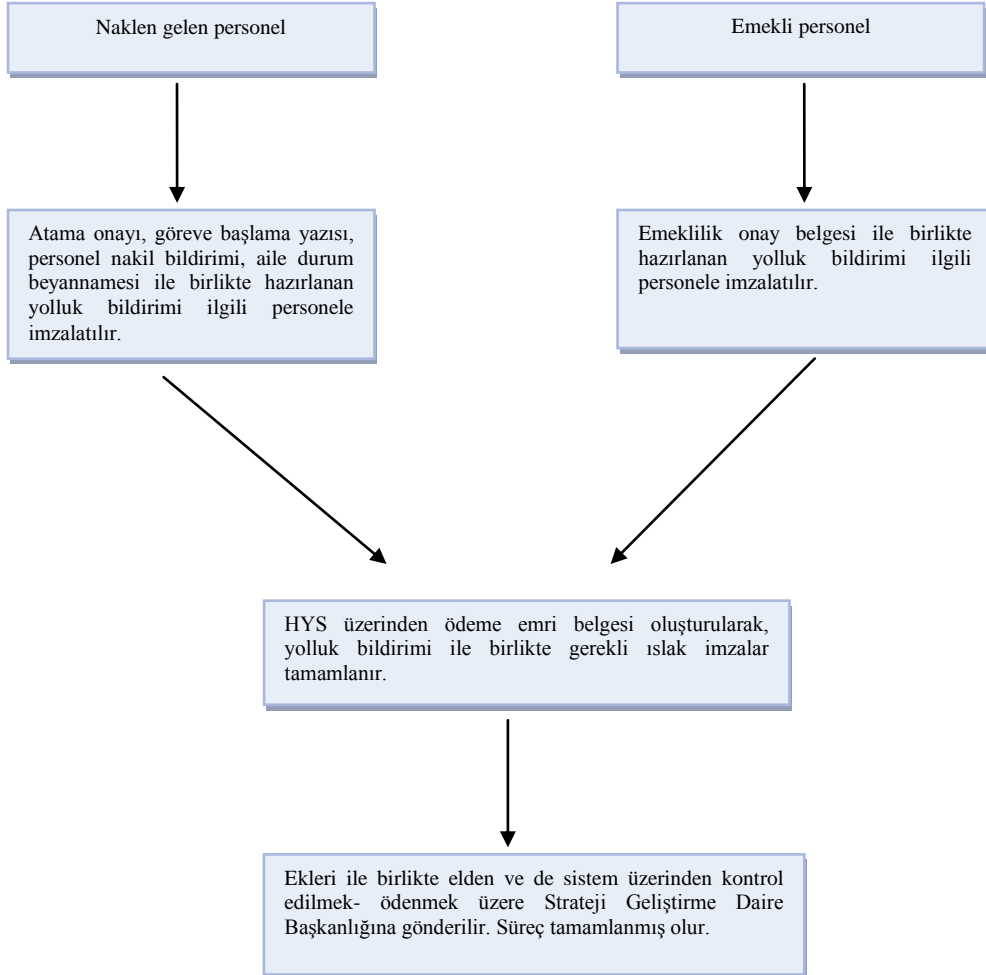 Naklen gelen personel
Emekli personel
Atama onayı, göreve başlama yazısı,
personel nakil bildirimi, aile durum
beyannamesi ile birlikte hazırlanan
yolluk bildirimi ilgili personele
imzalatılır.
Emeklilik onay belgesi ile birlikte
hazırlanan yolluk bildirimi ilgili
personele imzalatılır.
HYS üzerinden ödeme emri belgesi oluşturularak,
yolluk bildirimi ile birlikte gerekli ıslak imzalar
tamamlanır.
Ekleri ile birlikte elden ve de sistem üzerinden kontrol
edilmek- ödenmek üzere Strateji Geliştirme Daire
Başkanlığına gönderilir. Süreç tamamlanmış olur.